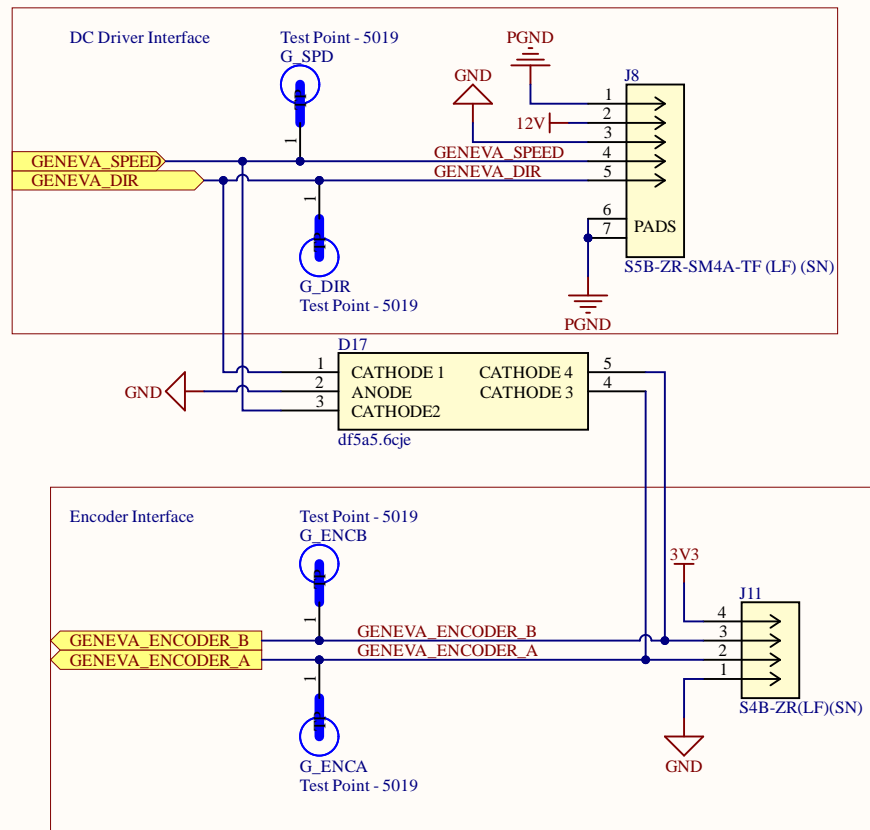 DC Driver Interface
Test Point - 5019
G_SPD
TP
1
PGND
GND
12V
J8
1
2
3
4
5
6
7
PADS
S5B-ZR-SM4A-TF (LF) (SN)
PGND
GENEVA_SPEED
GENEVA_SPEED
GENEVA_DIR
GENEVA_DIR
1
TP
G_DIR
Test Point - 5019
D17
1
CATHODE 1
CATHODE 4
5
GND
2
ANODE
CATHODE 3
4
3
CATHODE2
df5a5.6cje
Encoder Interface
Test Point - 5019
G_ENCB
TP
1
3V3
J11
4
3
2
1
S4B-ZR(LF)(SN)
GND
GENEVA_ENCODER_B
GENEVA_ENCODER_B
GENEVA_ENCODER_A
GENEVA_ENCODER_A
1
TP
G_ENCA
Test Point - 5019